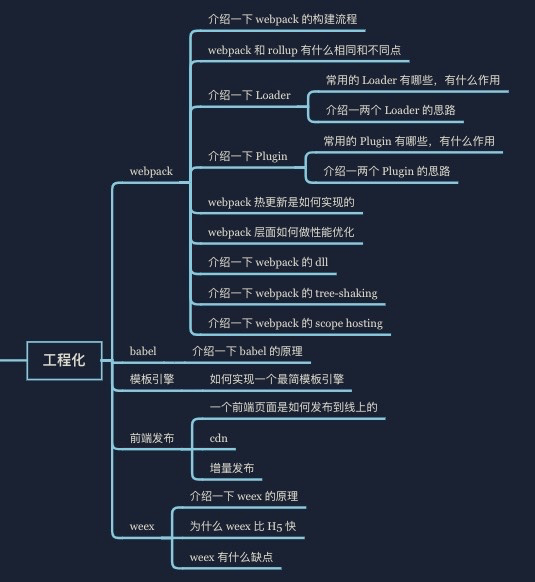 介绍一下 webpack 的构建流程
webpack 和 rollup 有什么相同和不同点
介绍一下 Loader
常用的 Loader 有哪些，有什么作用
介绍一两个 Loader 的思路
介绍一下 Plugin
常用的 Plugin 有哪些，有什么作用
介绍一两个 Plugin 的思路
webpack
webpack 热更新是如何实现的
webpack 层面如何做性能优化
介绍一下 webpack 的 dll
介绍一下 webpack 的 tree-shaking
介绍一下 webpack 的 scope hosting
工程化
babel
介绍一下 babel 的原理
模板引擎
如何实现一个最简模板引擎
前端发布
一个前端页面是如何发布到线上的
cdn
增量发布
weex
介绍一下 weex 的原理
为什么 weex 比 H5 快
weex 有什么缺点